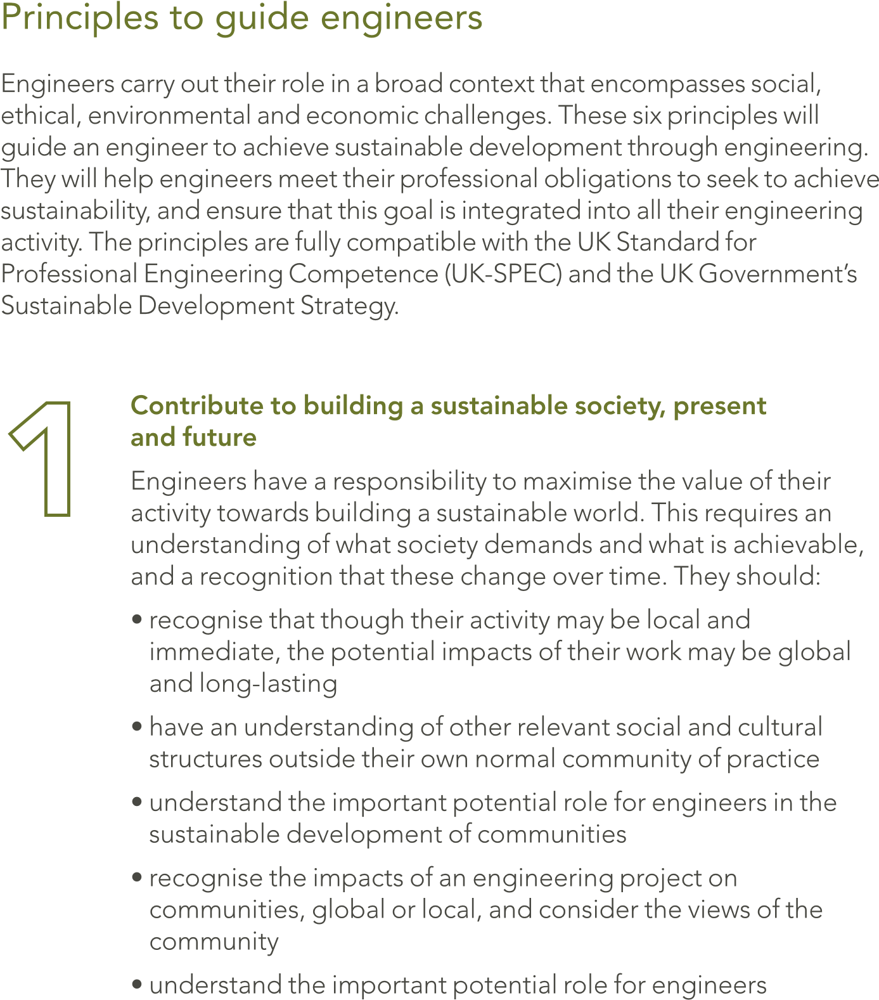 Principles to guide engineers
Engineers carry out their role in a broad context that encompasses social,
ethical, environmental and economic challenges. These six principles will
guide an engineer to achieve sustainable development through engineering.
They will help engineers meet their professional obligations to seek to achieve
sustainability, and ensure that this goal is integrated into all their engineering
activity. The principles are fully compatible with the UK Standard for
Professional Engineering Competence (UK-SPEC) and the UK Government’s
Sustainable Development Strategy.
1
Contribute to building a sustainable society, present
and future
Engineers have a responsibility to maximise the value of their
activity towards building a sustainable world. This requires an
understanding of what society demands and what is achievable,
and a recognition that these change over time. They should:
• recognise that though their activity may be local and
immediate, the potential impacts of their work may be global
and long-lasting
• have an understanding of other relevant social and cultural
structures outside their own normal community of practice
• understand the important potential role for engineers in the
sustainable development of communities
• recognise the impacts of an engineering project on
communities, global or local, and consider the views of the
community
• understand the important potential role for engineers